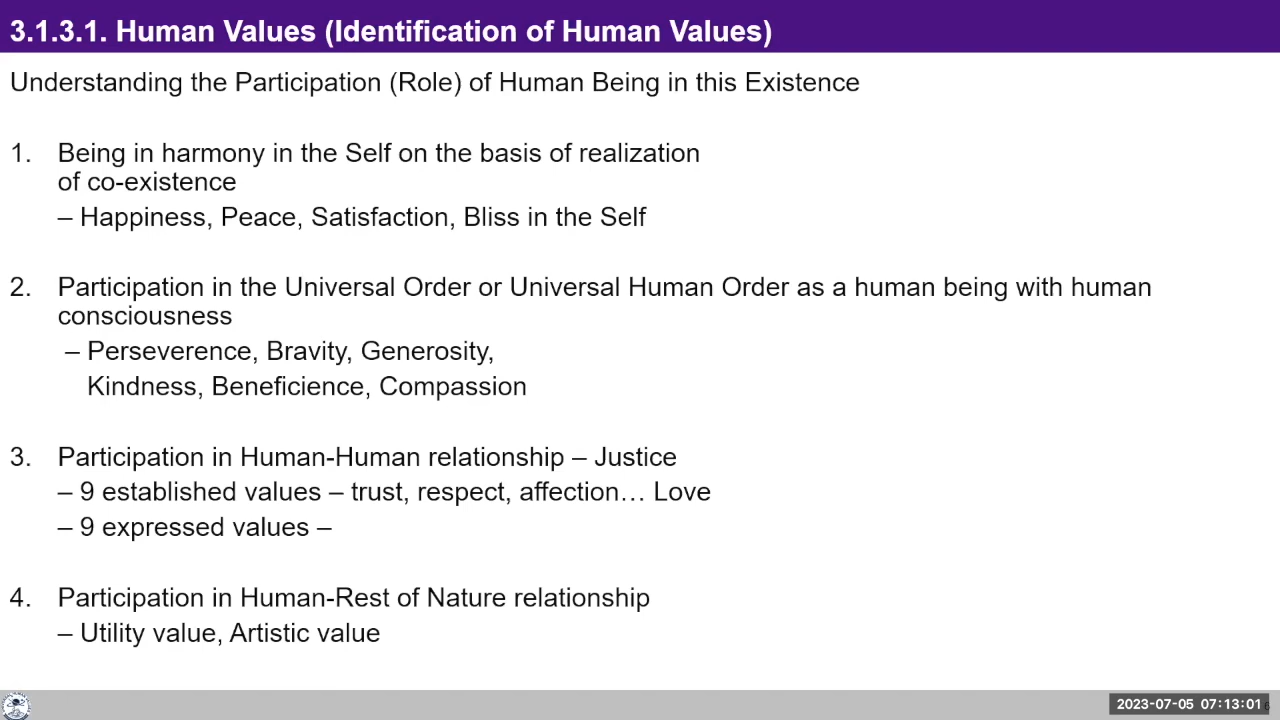 3.1.3.1. Human Values (Identification of Human Values)
Understanding the Participation (Role) of Human Being in this Existence
1. Being in harmony in the Self on the basis of realization
of co-existence
– Happiness, Peace, Satisfaction, Bliss in the Self
2. Participation in the Universal Order or Universal Human Order as a human being with human
consciousness
– Perseverence, Bravity, Generosity,
Kindness, Beneficience, Compassion
3. Participation in Human-Human relationship – Justice
– 9 established values – trust, respect, affection… Love
– 9 expressed values –
4. Participation in Human-Rest of Nature relationship
– Utility value, Artistic value
2023-07-05 07:13:01 6